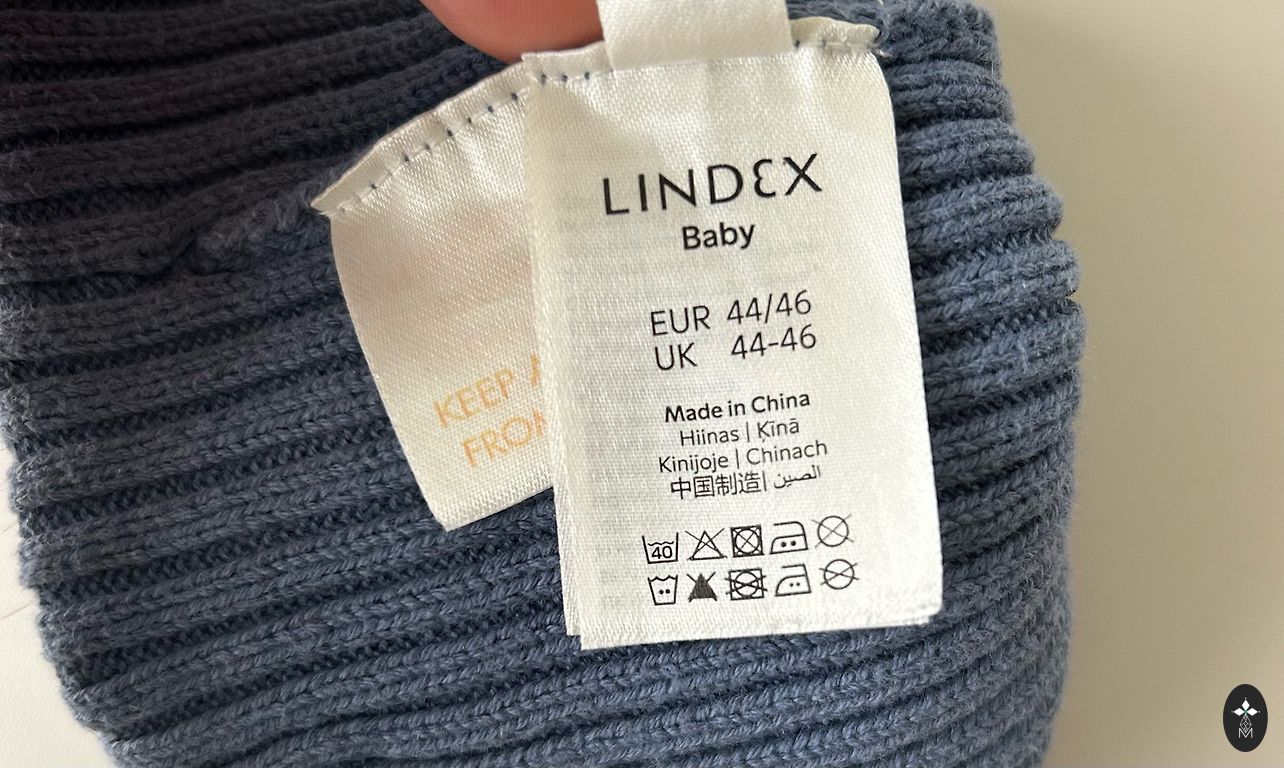 KEEP
FROM
LINDEX
Baby
EUR 44/46
UK 44-46
Made in China
Hiinas | Ķīnā
Kinijoje | Chinach
中国制造| الصين
40